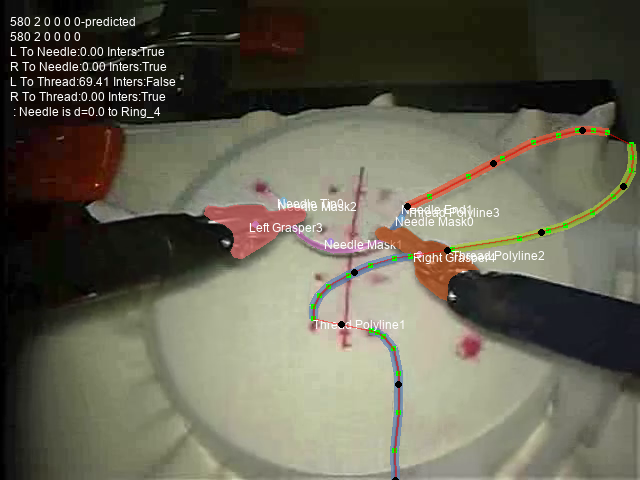 580 2 0 0 0 0-predicted
580 2 0 0 0 0
L To Needle:0.00 Inters:True
R To Needle:0.00 Inters:True
L To Thread:69.41 Inters:False
R To Thread:0.00 Inters:True
: Needle is d=0.0 to Ring_4
Needle Tip0
Needle Mask2
Needle End1
Thread Polyline3
Needle Mask0
Left Grasper3
Needle Mask1
Thread Polyline2
Right Grasper4
Thread Polyline1